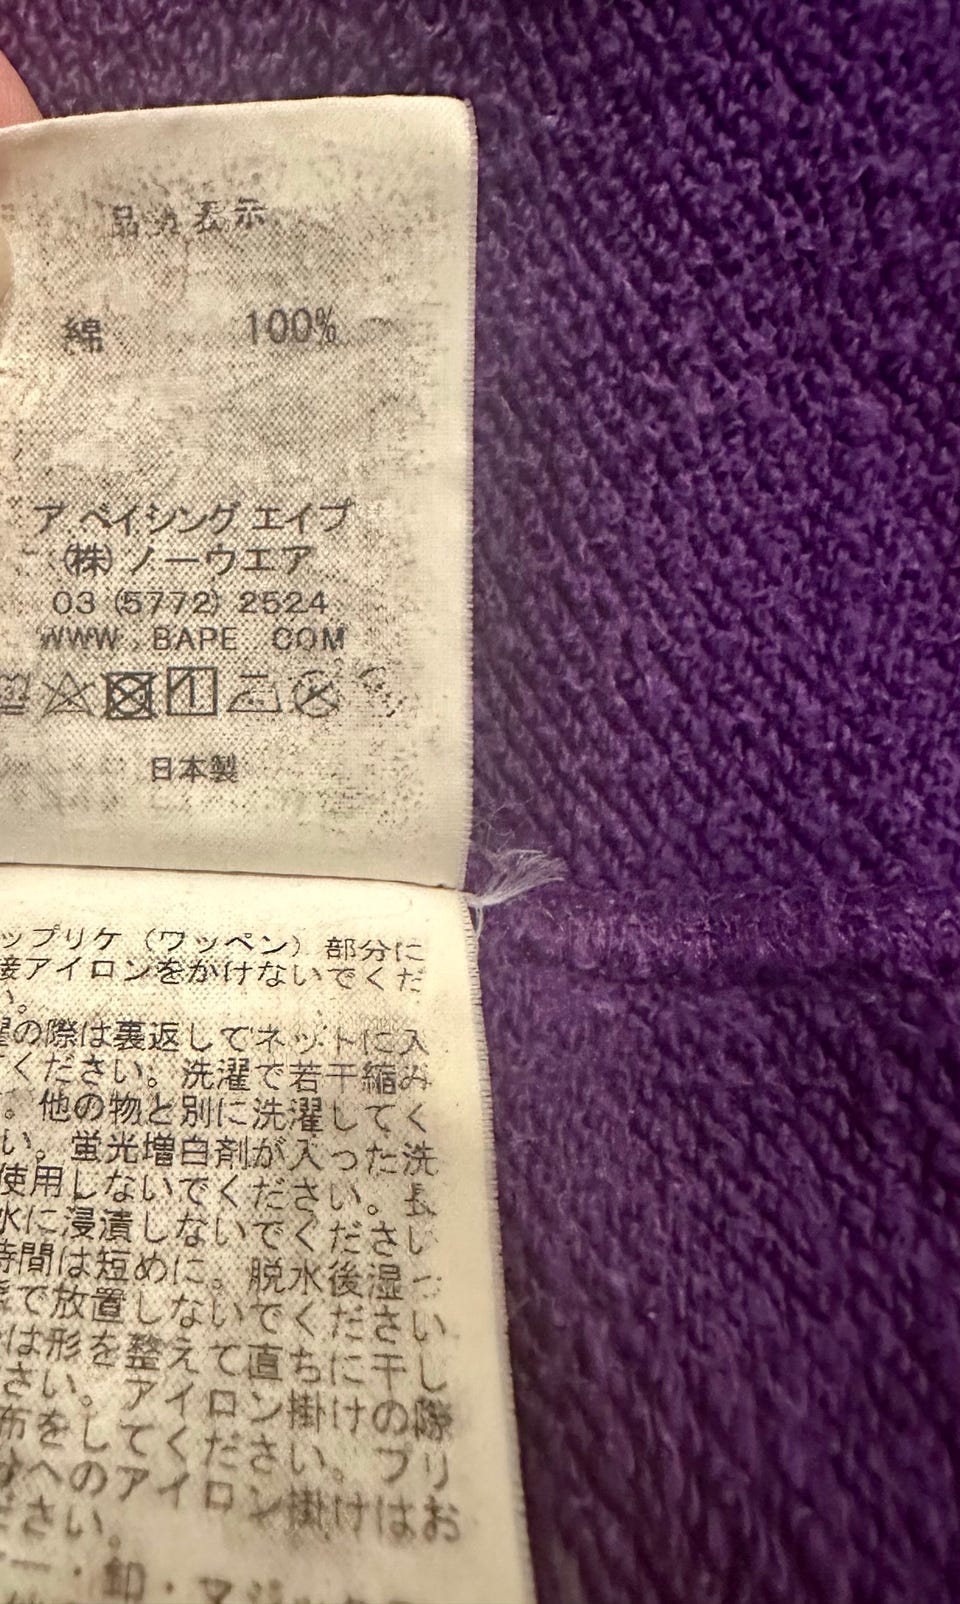 品質表示
綿 100%
ア ベイシング エイプ
㈱ ノーウエア
03 (5772) 2524
WWW . BAPE . COM
日本製
ップリケ（ワッペン）部分に
接アイロンをかけないでくだ
い。
濯の際は裏返してネットに入
てください。洗濯で若干縮み
。他の物と別に洗濯してく
い。蛍光増白剤が入った洗
使用しないでください。長
水に浸漬しないでくださ
時間は短めに。脱水後湿っ
で放置しないでください
は形を整えて直ちに干し
さい。アイロン掛けの際
布をしてください。プリ
へのアイロン掛けはお
ださい。